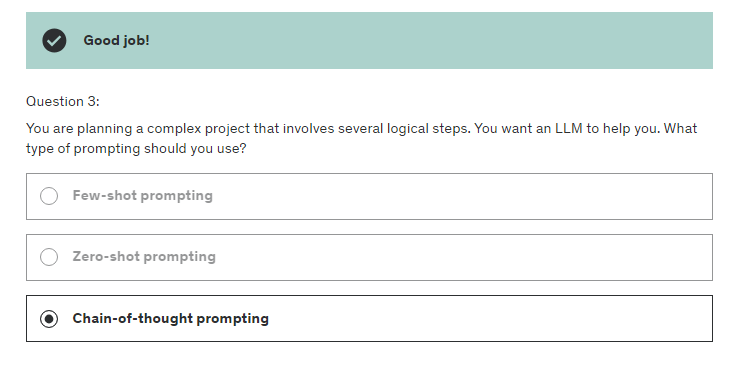 Good job!
Question 3:
You are planning a complex project that involves several logical steps. You want an LLM to help you. What
type of prompting should you use?
Few-shot prompting
Zero-shot prompting
Chain-of-thought prompting